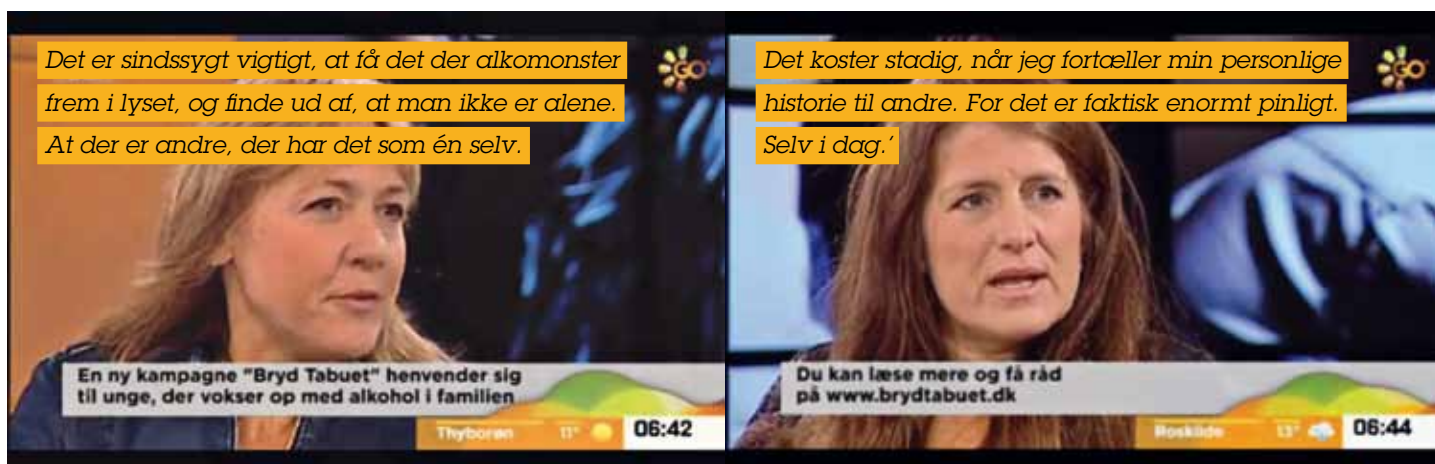 Det er sindssygt vigtigt, at få det der alkomonster
frem i lyset, og finde ud af, at man ikke er alene.
At der er andre, der har det som én selv.
GO
En ny kampagne "Bryd Tabuet" henvender sig
til unge, der vokser op med alkohol i familien
Thyborøn 11° 06:42
Det koster stadig, når jeg fortæller min personlige
historie til andre. For det er faktisk enormt pinligt.
Selv i dag.'
GO
Du kan læse mere og få råd
på www.brydtabuet.dk
Roskilde 13° 06:44